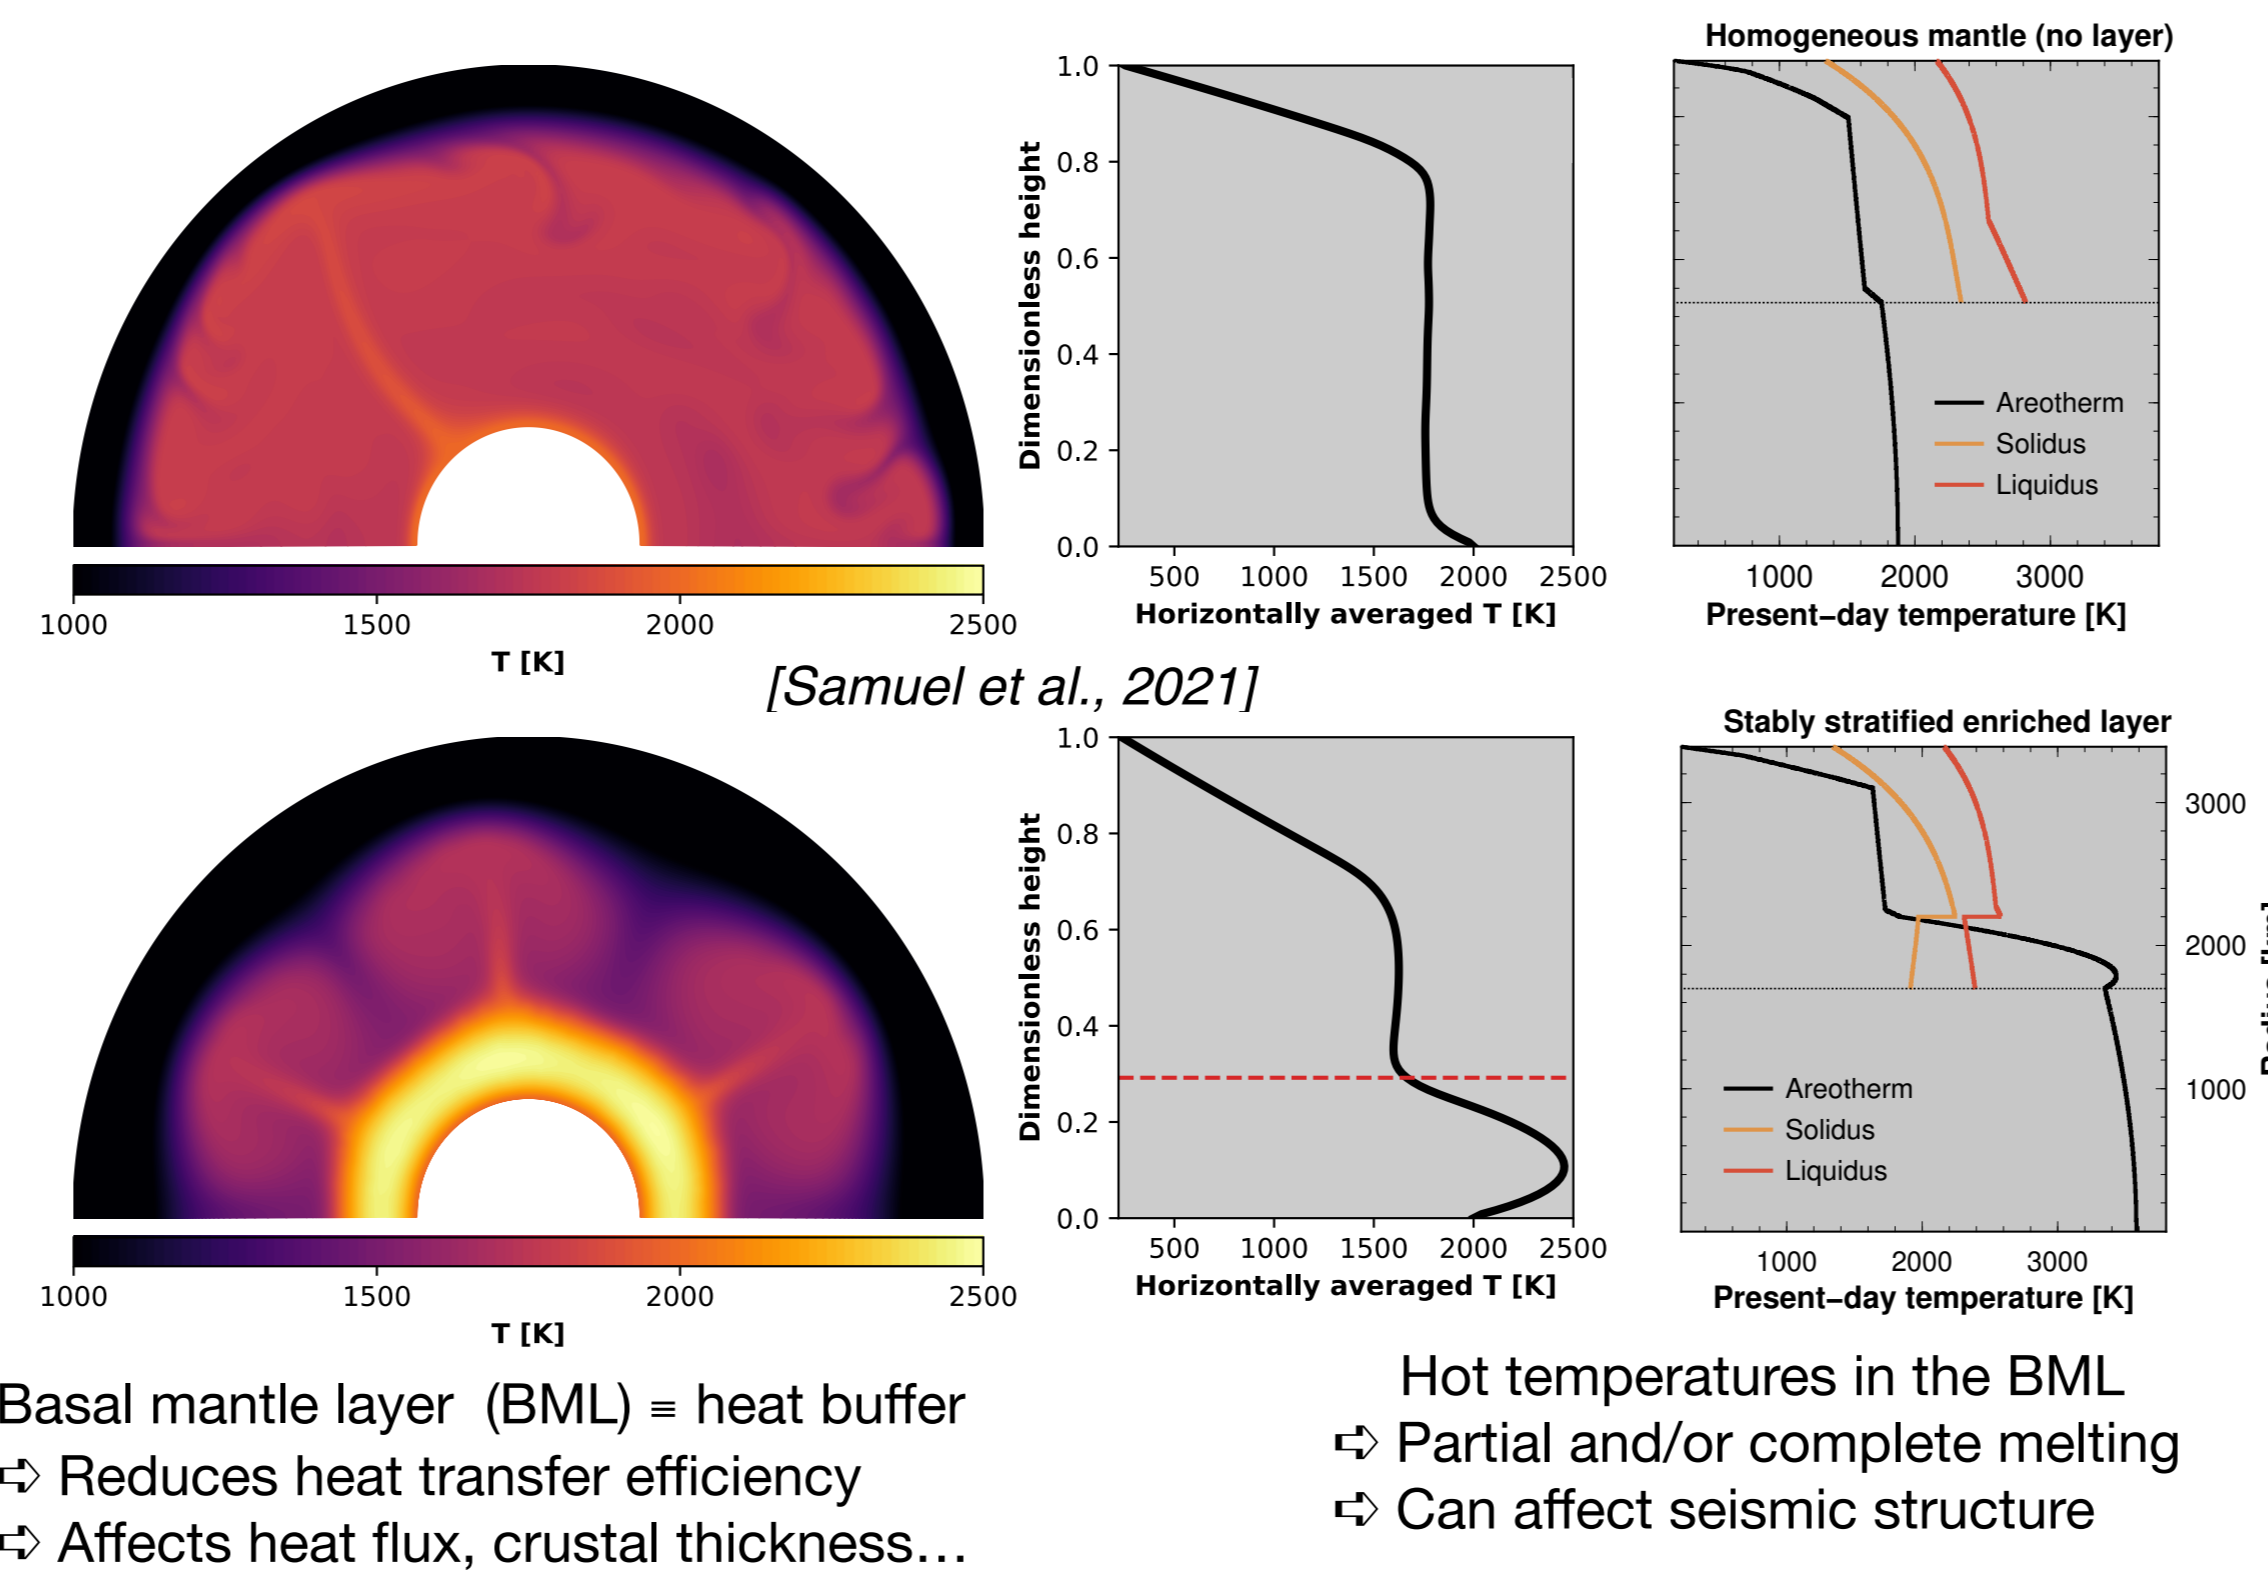 Homogeneous mantle (no layer)
1.0
0.8
0.6
0.4
0.2
0.0
Dimensionless height
500 1000 1500 2000 2500
Horizontally averaged T [K]
Areotherm
Solidus
Liquidus
1000 2000 3000
Present–day temperature [K]
1000 1500 2000 2500
T [K]
[Samuel et al., 2021]
Stably stratified enriched layer
1.0
0.8
0.6
0.4
0.2
0.0
Dimensionless height
500 1000 1500 2000 2500
Horizontally averaged T [K]
3000
2000
1000
Areotherm
Solidus
Liquidus
1000 2000 3000
Present–day temperature [K]
1000 1500 2000 2500
T [K]
Basal mantle layer (BML) ≡ heat buffer
➪ Reduces heat transfer efficiency
➪ Affects heat flux, crustal thickness…
Hot temperatures in the BML
➪ Partial and/or complete melting
➪ Can affect seismic structure